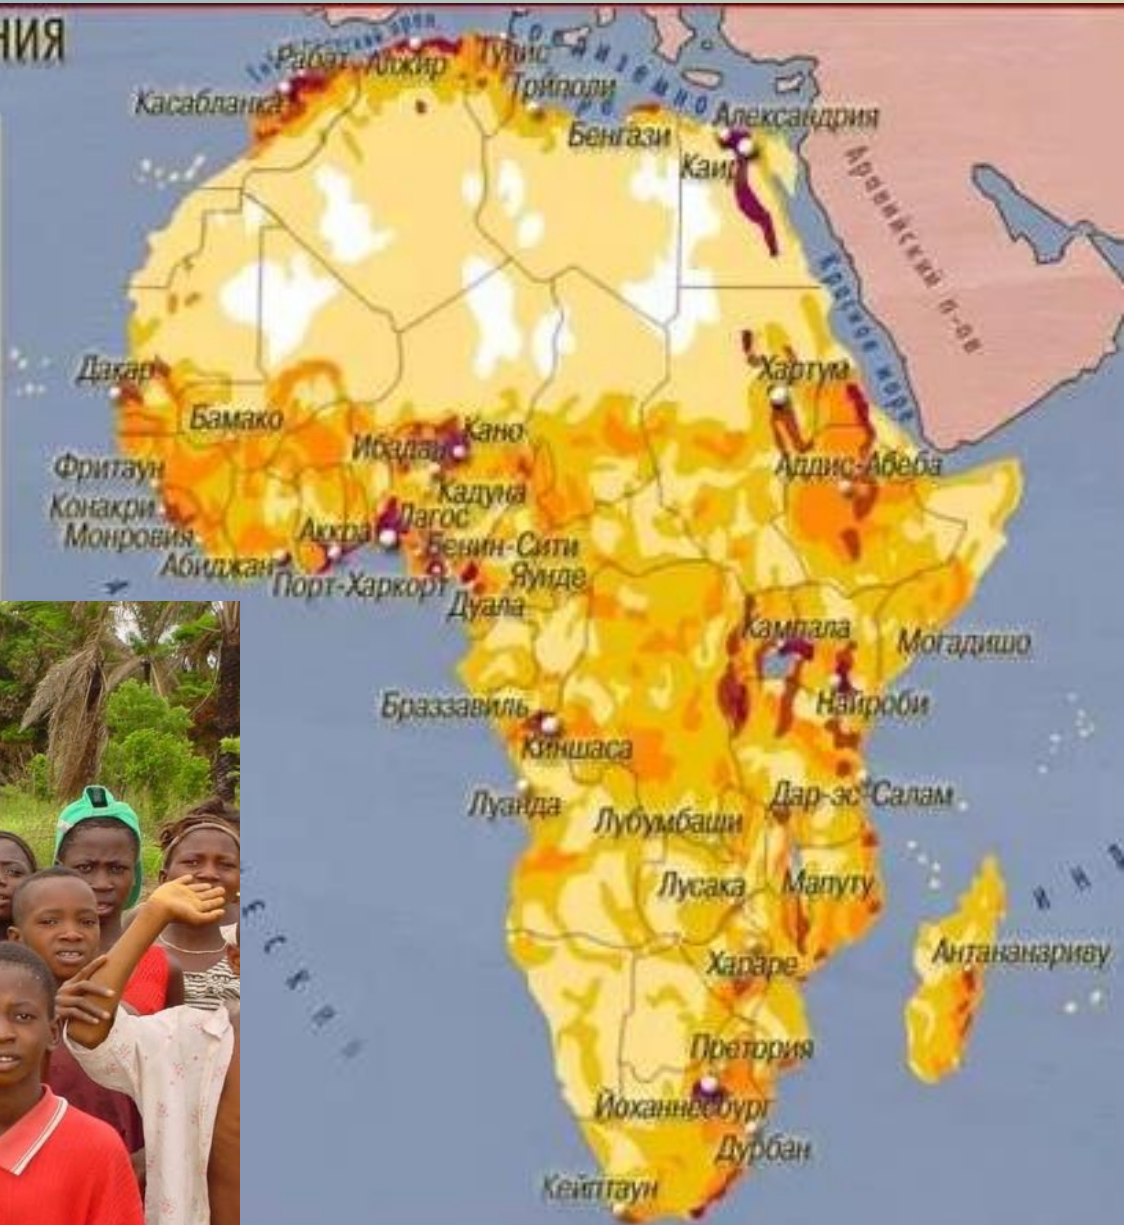 НИЯ
Рабат
Алжир
Тунис
Касабланка
Триполи
Бенгази
Александрия
Каир
Аравийский п-ов
Красное море
Дакар
Хартум
Бамако
Кано
Ибадан
Фритаун
Аддис-Абеба
Конакри
Кадуна
Лагос
Монровия
Аккра
Бенин-Сити
Абиджан
Порт-Харкорт
Яунде
Дуала
Кампала
Могадишо
Браззавиль
Найроби
Киншаса
Луанда
Дар-эс-Салам
Лубумбаши
Лусака
Мапуту
ИНД
Антананариву
Хараре
Претория
Йоханнесбург
Дурбан
Кейптаун